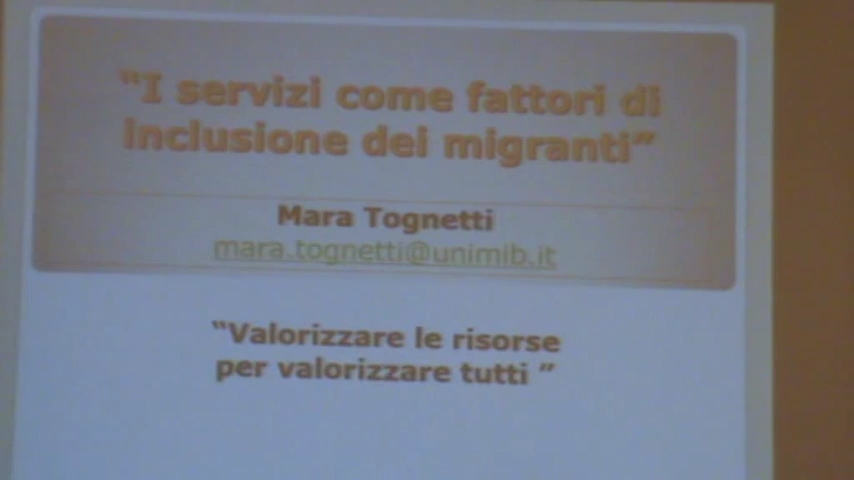 “I servizi come fattori di
inclusione dei migranti”
Mara Tognetti
mara.tognetti@unimib.it
“Valorizzare le risorse
per valorizzare tutti ”